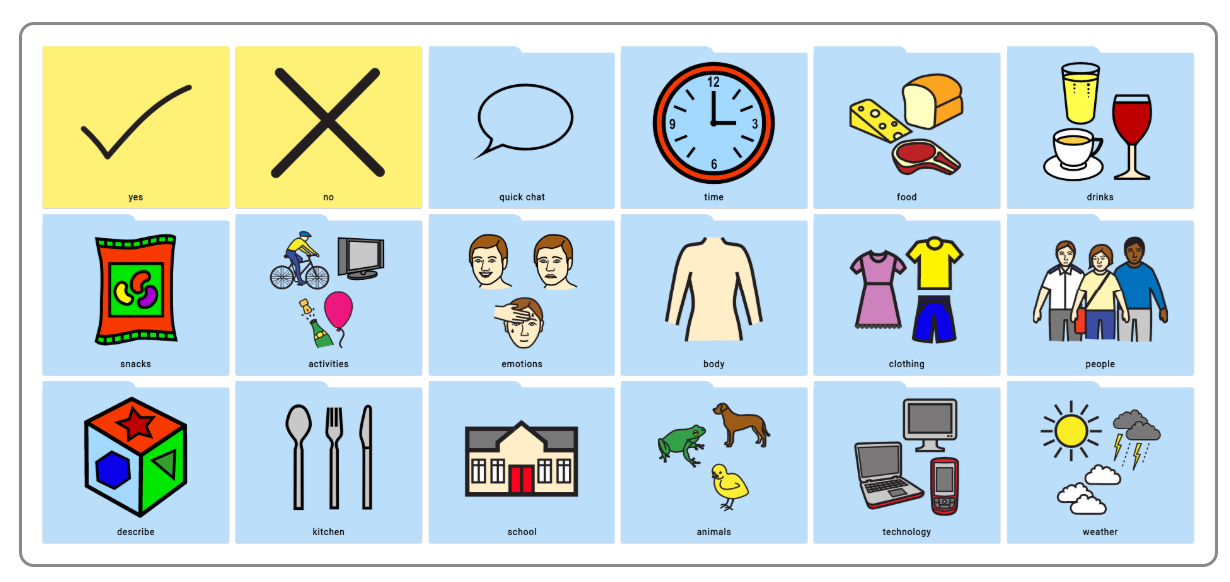 yes
no
quick chat
12
9
3
6
time
food
drinks
snacks
activities
emotions
body
clothing
people
describe
kitchen
school
animals
technology
weather